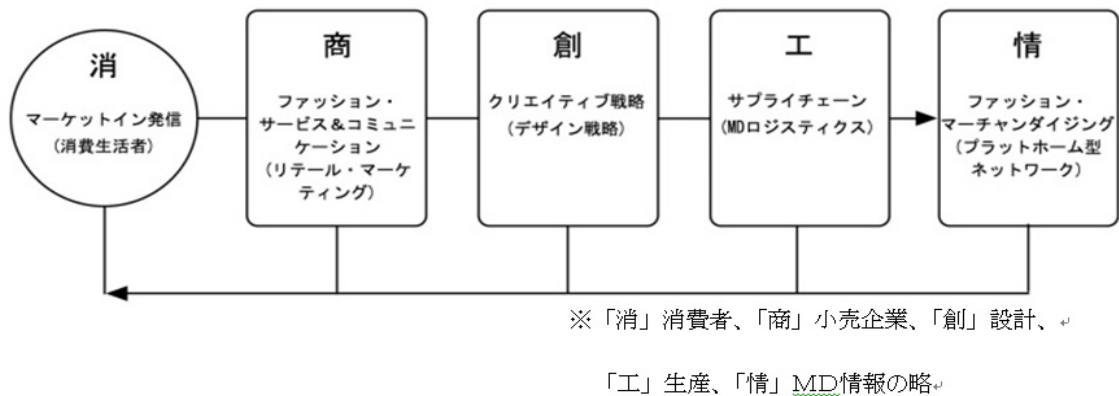 消
マーケットイン発信
(消費生活者)
商
ファッション・
サービス＆コミュニ
ケーション
(リテール・マーケ
ティング)
創
クリエイティブ戦略
(デザイン戦略)
工
サプライチェーン
(MDロジスティクス)
情
ファッション・
マーチャンダイジング
(プラットホーム型
ネットワーク)
※「消」消費者、「商」小売企業、「創」設計、
「工」生産、「情」ＭＤ情報の略